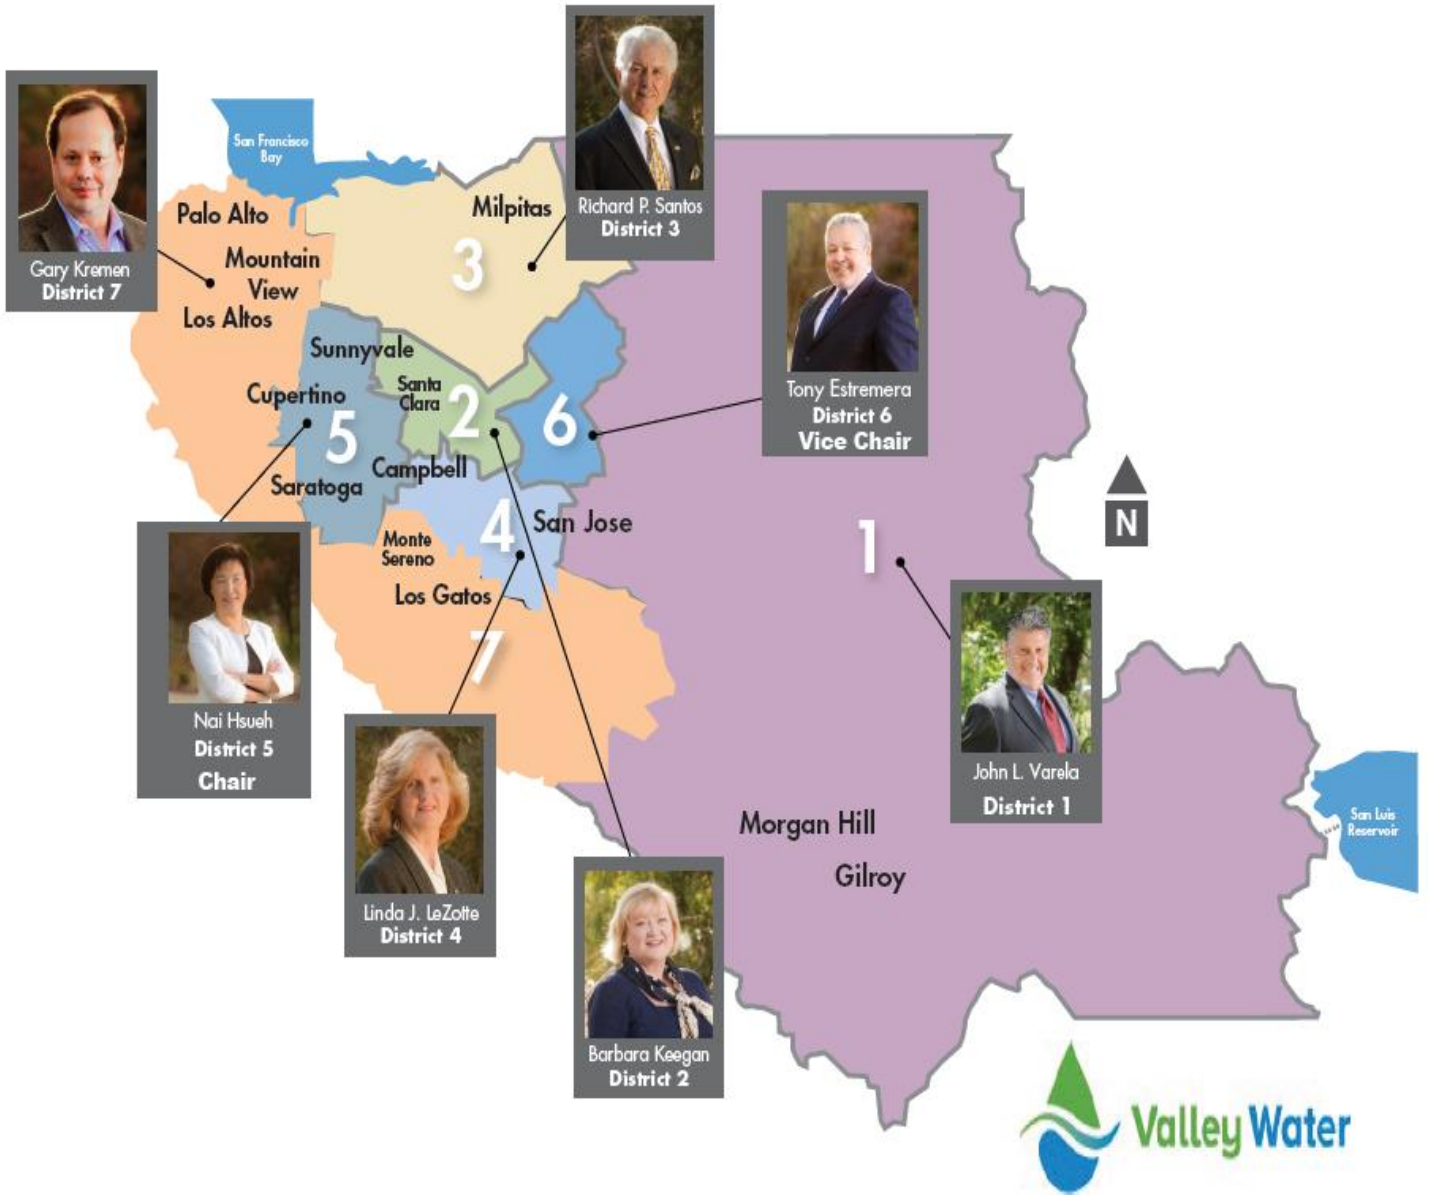 San Francisco
Bay
Palo Alto
Mountain
View
Los Altos
Gary Kremen
District 7
Milpitas
3
Richard P. Santos
District 3
Tony Estremera
District 6
Vice Chair
Sunnyvale
Cupertino
Santa
Clara
2
6
5
Campbell
Saratoga
4
San Jose
Monte
Sereno
Los Gatos
7
1
N
Nai Hsueh
District 5
Chair
Linda J. LeZotte
District 4
Barbara Keegan
District 2
John L. Varela
District 1
Morgan Hill
Gilroy
San Luis
Reservoir
Valley Water